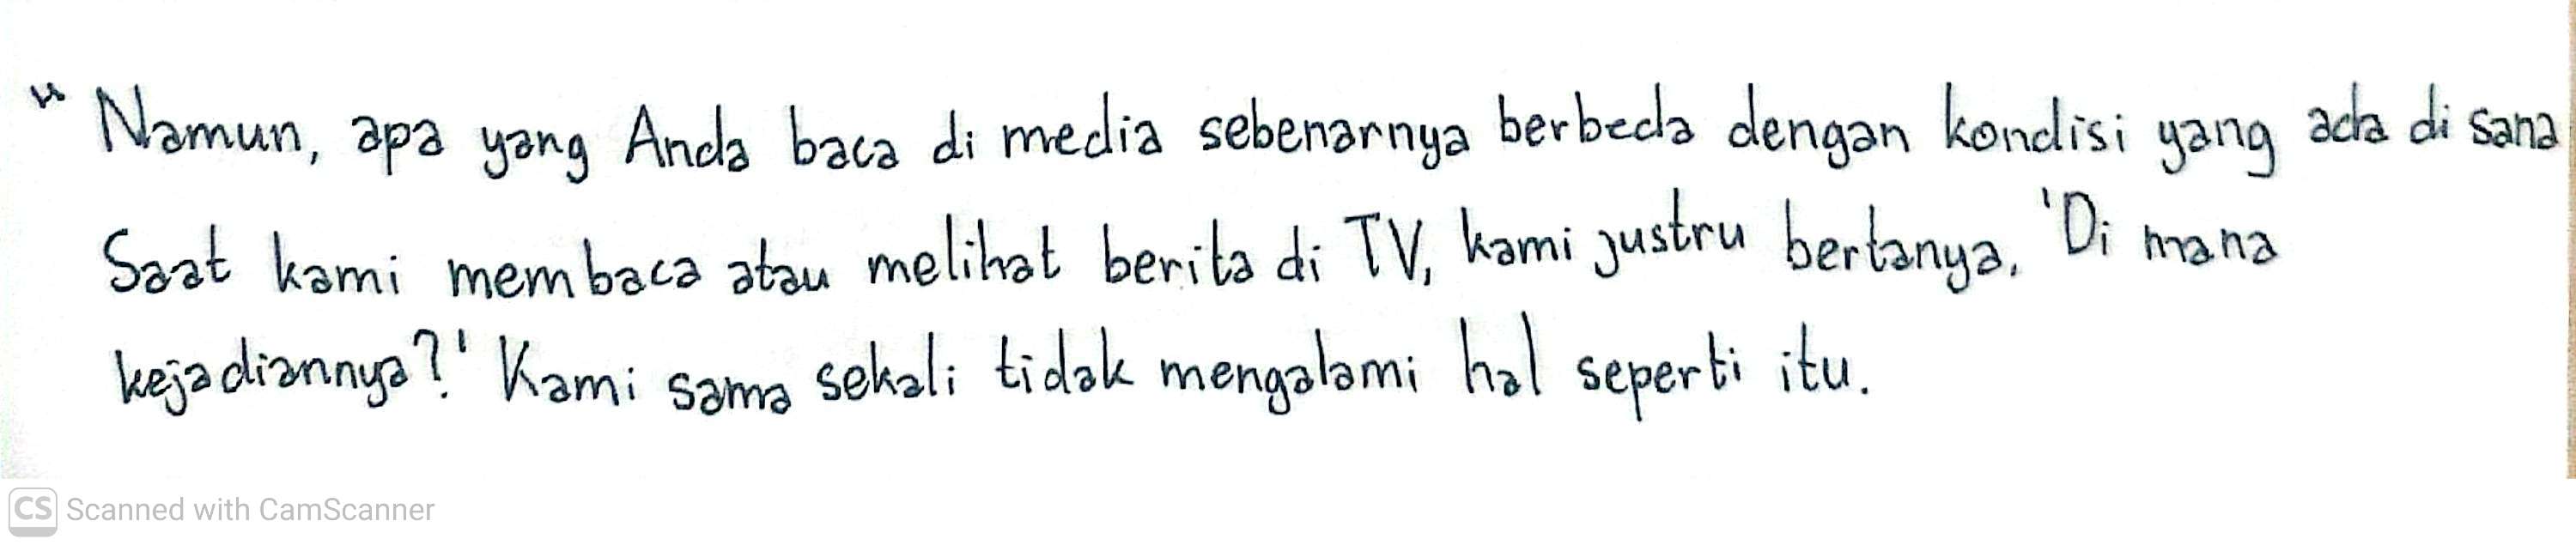 "Namun, apa yang Anda baca di media sebenarnya berbeda dengan kondisi yang ada di sana
Saat kami membaca atau melihat berita di TV, kami justru bertanya, 'Di mana
kejadiannya?' Kami sama sekali tidak mengalami hal seperti itu.
CS Scanned with CamScanner